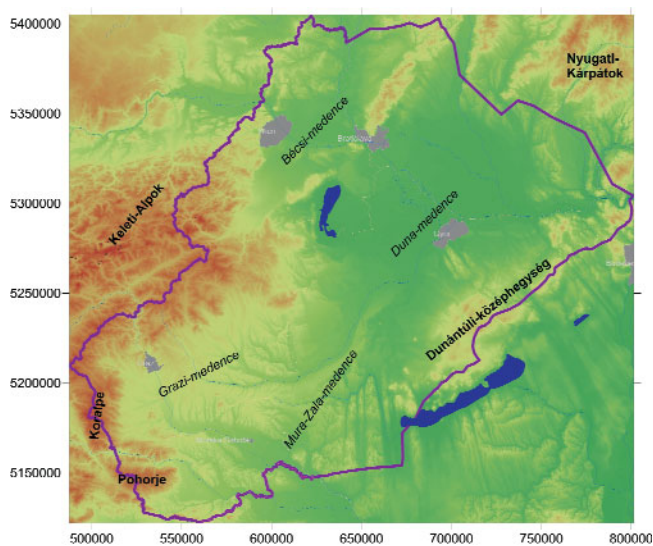 5400000
Nyugati-
Kárpátok
5350000
Bécsi-medence
Bratislava
Keleti-Alpok
5300000
Duna-medence
5250000
Dunántúli-középhegység
Grazi-medence
5200000
Mura-Zala-medence
Koralpe
5150000
Pohorje
500000 550000 600000 650000 700000 750000 800000